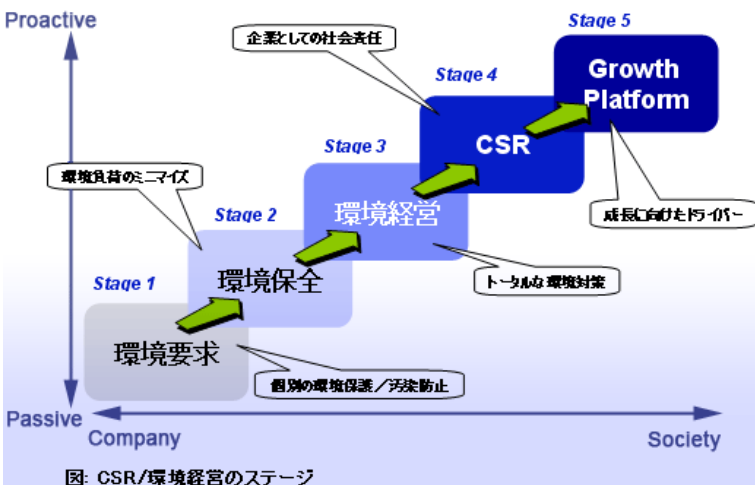 Proactive
Stage 5
企業としての社会責任
Growth
Platform
Stage 4
CSR
Stage 3
環境負荷のミニマイズ
環境経営
成長に向けたドライバー
Stage 2
環境保全
トータルな環境対策
Stage 1
環境要求
個別の環境保護／汚染防止
Passive
Company
Society
図: CSR/環境経営のステージ